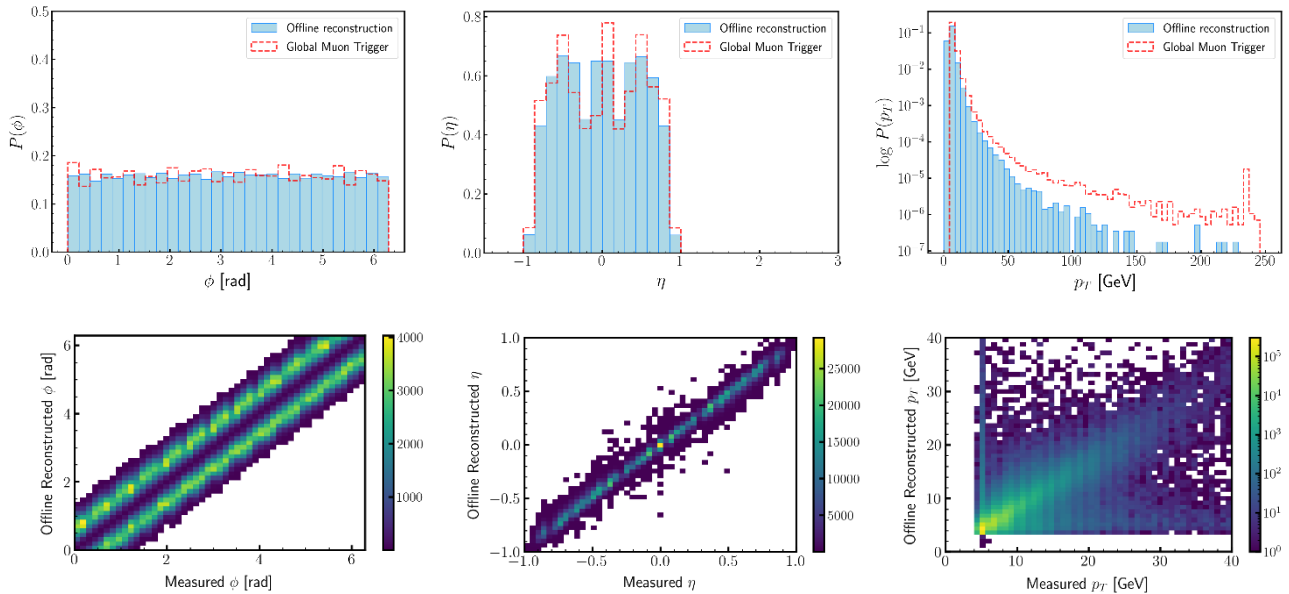 Offline reconstruction
Global Muon Trigger
P(ϕ)
0.5
0.4
0.3
0.2
0.1
0.0
0 1 2 3 4 5 6
ϕ [rad]
Offline reconstruction
Global Muon Trigger
P(η)
0.8
0.6
0.4
0.2
0.0
−1 0 1 2 3
η
Offline reconstruction
Global Muon Trigger
log P(p_T)
10⁻¹
10⁻²
10⁻³
10⁻⁴
10⁻⁵
10⁻⁶
10⁻⁷
0 50 100 150 200 250
p_T [GeV]
Offline Reconstructed ϕ [rad]
6
4
2
0
0 2 4 6
Measured ϕ [rad]
4000
3000
2000
1000
Offline Reconstructed η
1.0
0.5
0.0
−0.5
−1.0
−1.0 −0.5 0.0 0.5 1.0
Measured η
25000
20000
15000
10000
5000
Offline Reconstructed p_T [GeV]
40
30
20
10
0
0 10 20 30 40
Measured p_T [GeV]
10⁵
10⁴
10³
10²
10¹
10⁰